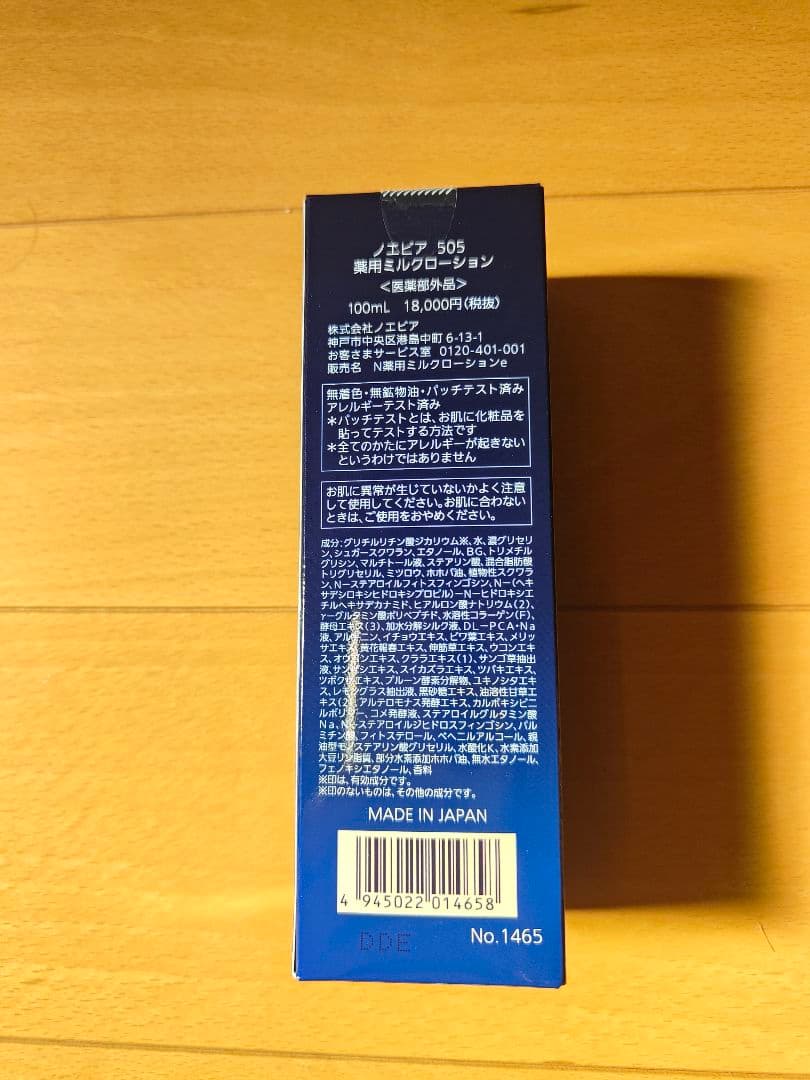 ノエビア 505
薬用ミルクローション
<医薬部外品>
100mL 18,000円(税抜)
株式会社ノエビア
神戸市中央区港島中町6-13-1
お客さまサービス室 0120-401-001
販売名 N薬用ミルクローションe
無着色・無鉱物油・パッチテスト済み
アレルギーテスト済み
*パッチテストとは、お肌に化粧品を
貼ってテストする方法です
*全てのかたにアレルギーが起きない
というわけではありません
お肌に異常が生じていないかよく注意
して使用してください。お肌に合わない
ときは、ご使用をおやめください。
成分:グリチルリチン酸ジカリウム※、水、濃グリセリ
ン、シュガースクワラン、エタノール、BG、トリメチル
グリシン、マルチトール液、ステアリン酸、混合脂肪酸
トリグリセリル、ミツロウ、ホホバ油、植物性スクワラ
ン、N-ステアロイルフィトスフィンゴシン、N-(ヘキ
サデシロキシヒドロキシプロピル)-N-ヒドロキシエ
チルヘキサデカナミド、ヒアルロン酸ナトリウム(2)、
γ-グルタミン酸ポリペプチド、水溶性コラーゲン(F)、
酵母エキス(3)、加水分解シルク液、DL-PCA・Na
液、アルギニン、イチョウエキス、ビワ葉エキス、メリッ
サエキス、黄花報春エキス、伸筋草エキス、ウコンエキ
ス、オウゴンエキス、クララエキス(1)、サンゴ草抽出
液、サンザシエキス、スイカズラエキス、ツバキエキス、
ツボクサエキス、プルーン酵素分解物、ユキノシタエキ
ス、レモングラス抽出液、黒砂糖エキス、油溶性甘草エ
キス(2)、アルテロモナス発酵エキス、カルボキシビニ
ルポリマー、コメ発酵液、ステアロイルグルタミン酸
Na、N-ステアロイルジヒドロスフィンゴシン、パル
ミチン酸、フィトステロール、ベヘニルアルコール、親
油型モノステアリン酸グリセリル、水酸化K、水素添加
大豆リン脂質、部分水素添加ホホバ油、無水エタノール、
フェノキシエタノール、香料
※印は、有効成分です。
※印のないものは、その他の成分です。
MADE IN JAPAN
4 945022 014658
DDE
No.1465